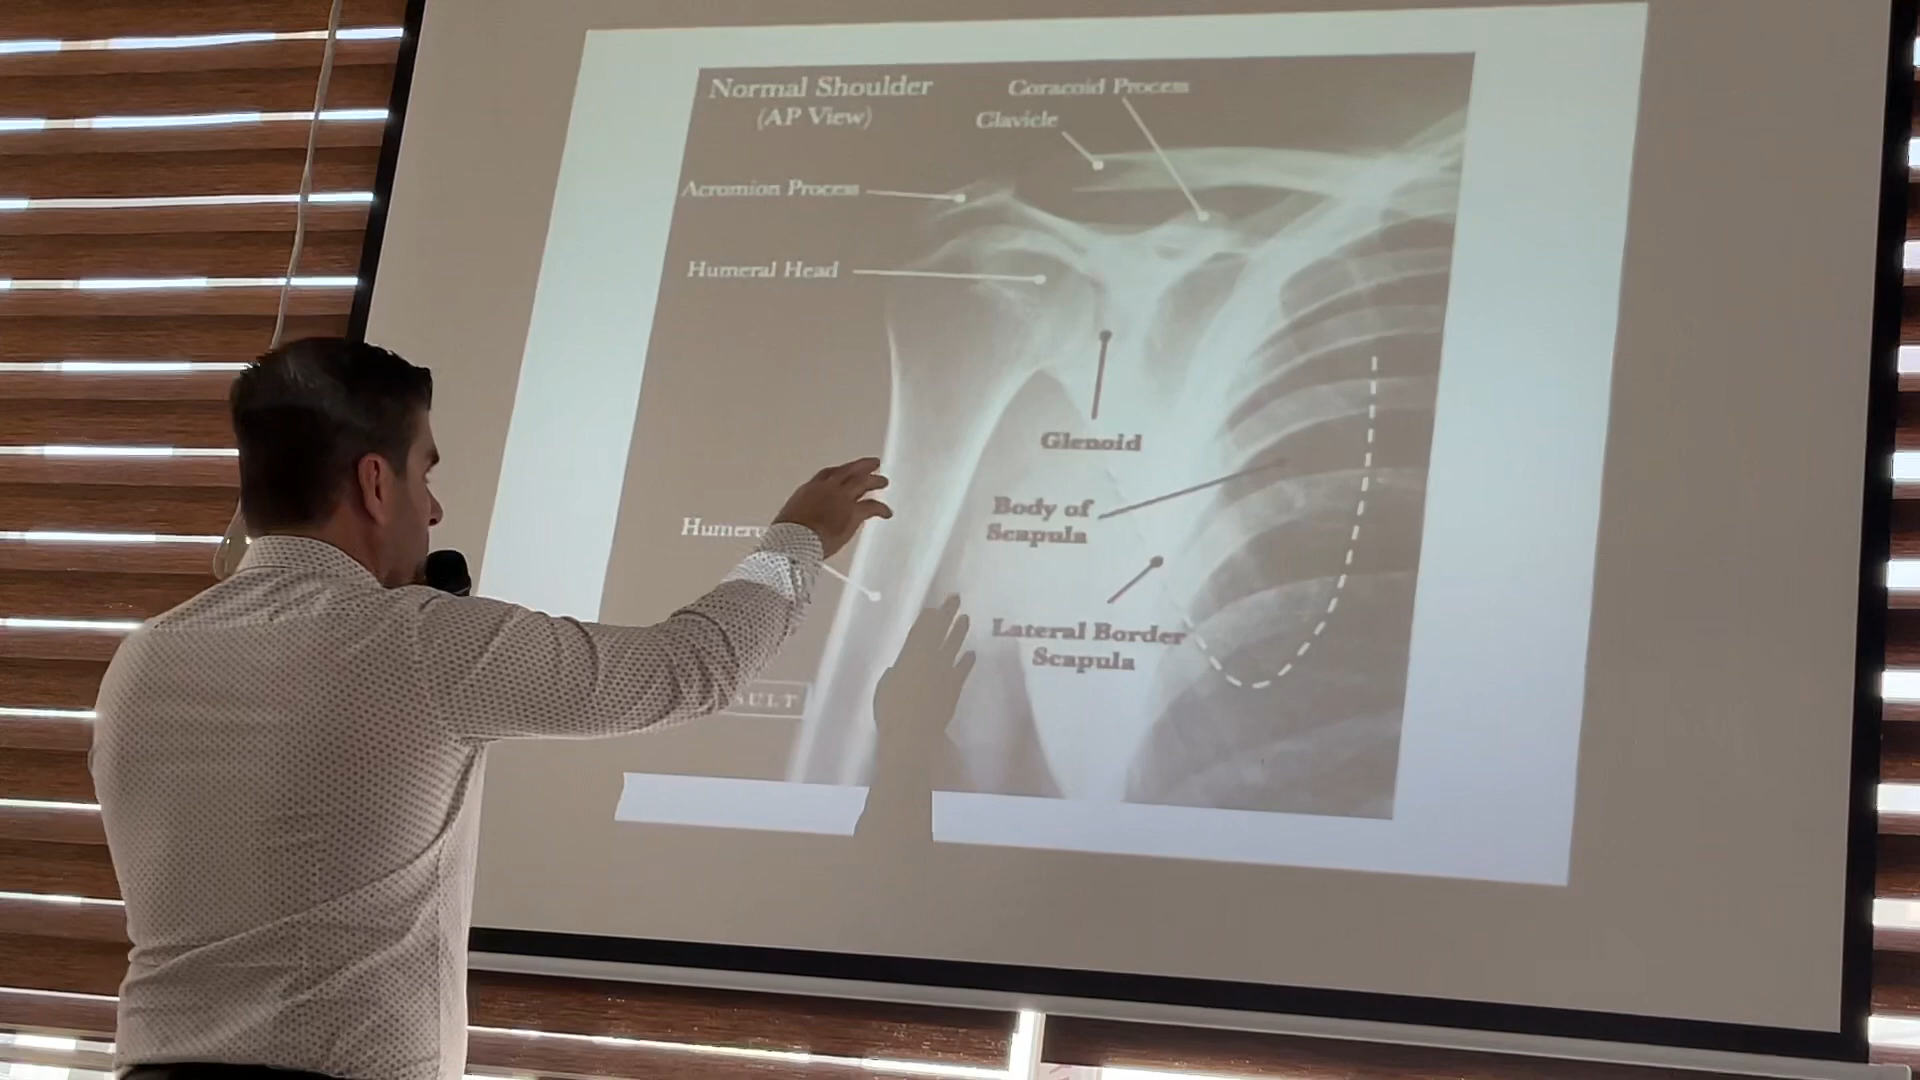 Normal Shoulder
(AP View)
Coracoid Process
Clavicle
Acromion Process
Humeral Head
Glenoid
Body of
Scapula
Lateral Border
Scapula